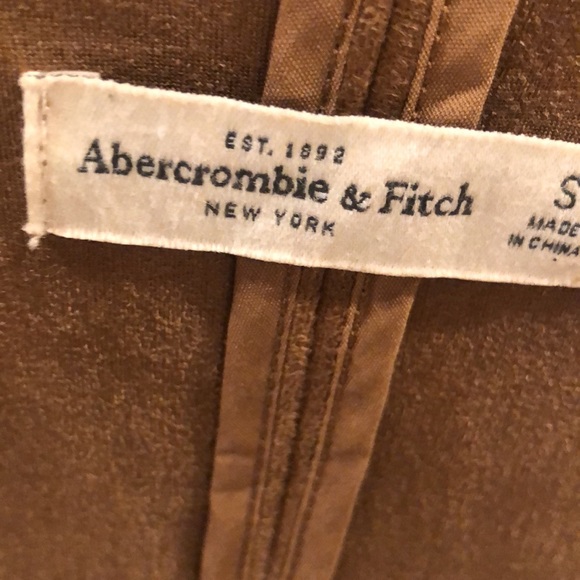 EST. 1892
Abercrombie & Fitch
NEW YORK
S
MADE
IN CHINA